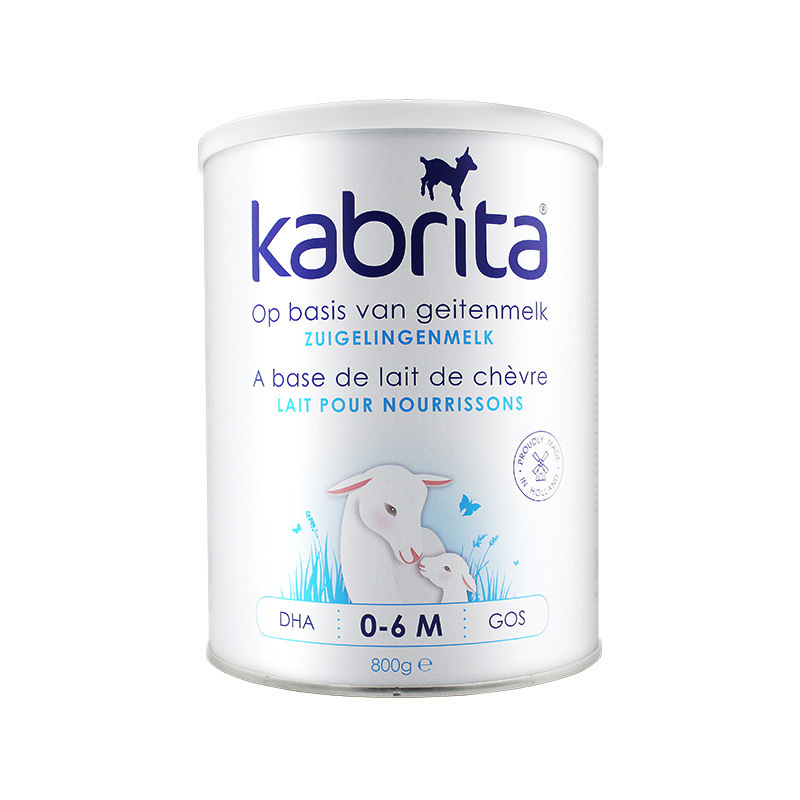 kabrita®
Op basis van geitenmelk
ZUIGELINGENMELK
A base de lait de chèvre
LAIT POUR NOURRISSONS
PROUDLY MADE
IN HOLLAND
DHA 0-6 M GOS
800g ℮